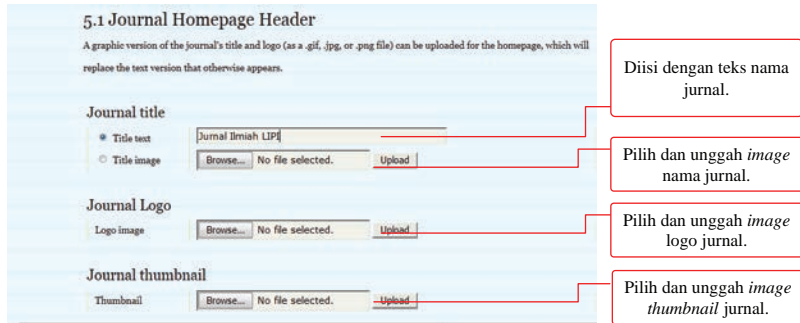 5.1 Journal Homepage Header
A graphic version of the journal's title and logo (as a .gif, .jpg, or .png file) can be uploaded for the homepage, which will
replace the text version that otherwise appears.
Journal title
Title text
Jurnal Ilmiah LIPI
Title image
Browse... No file selected. Upload
Journal Logo
Logo image
Browse... No file selected. Upload
Journal thumbnail
Thumbnail
Browse... No file selected. Upload
Diisi dengan teks nama
jurnal.
Pilih dan unggah image
nama jurnal.
Pilih dan unggah image
logo jurnal.
Pilih dan unggah image
thumbnail jurnal.